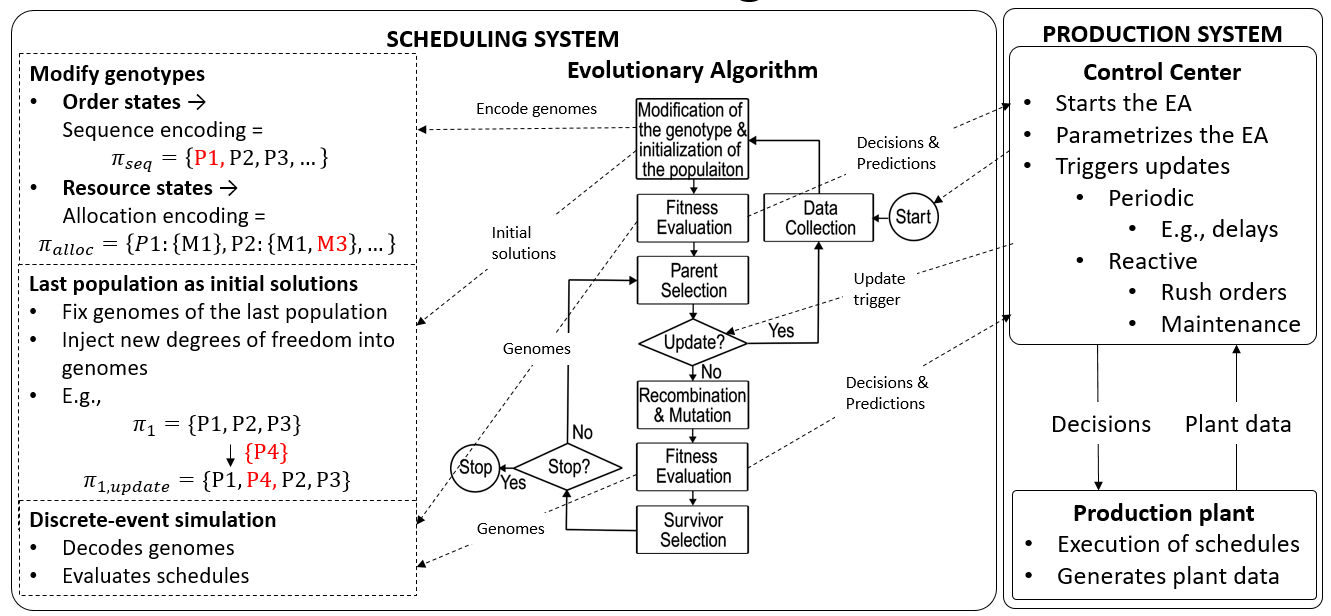 SCHEDULING SYSTEM
Modify genotypes
• Order states →
Sequence encoding =
π_seq = {P1, P2, P3, … }
• Resource states →
Allocation encoding =
π_alloc = {P1: {M1}, P2: {M1, M3}, … }
Last population as initial solutions
• Fix genomes of the last population
• Inject new degrees of freedom into
genomes
• E.g.,
π_1 = {P1, P2, P3}
↓ {P4}
π_1,update = {P1, P4, P2, P3}
Discrete-event simulation
• Decodes genomes
• Evaluates schedules
Evolutionary Algorithm
Encode genomes
Initial
solutions
Genomes
Genomes
Modification of
the genotype &
initialization of
the populaiton
Fitness
Evaluation
Parent
Selection
Update?
Yes
No
Recombination
& Mutation
Fitness
Evaluation
Survivor
Selection
Stop?
No
Yes
Stop
Data
Collection
Start
Decisions &
Predictions
Update
trigger
Decisions &
Predictions
PRODUCTION SYSTEM
Control Center
• Starts the EA
• Parametrizes the EA
• Triggers updates
• Periodic
• E.g., delays
• Reactive
• Rush orders
• Maintenance
Decisions
Plant data
Production plant
• Execution of schedules
• Generates plant data